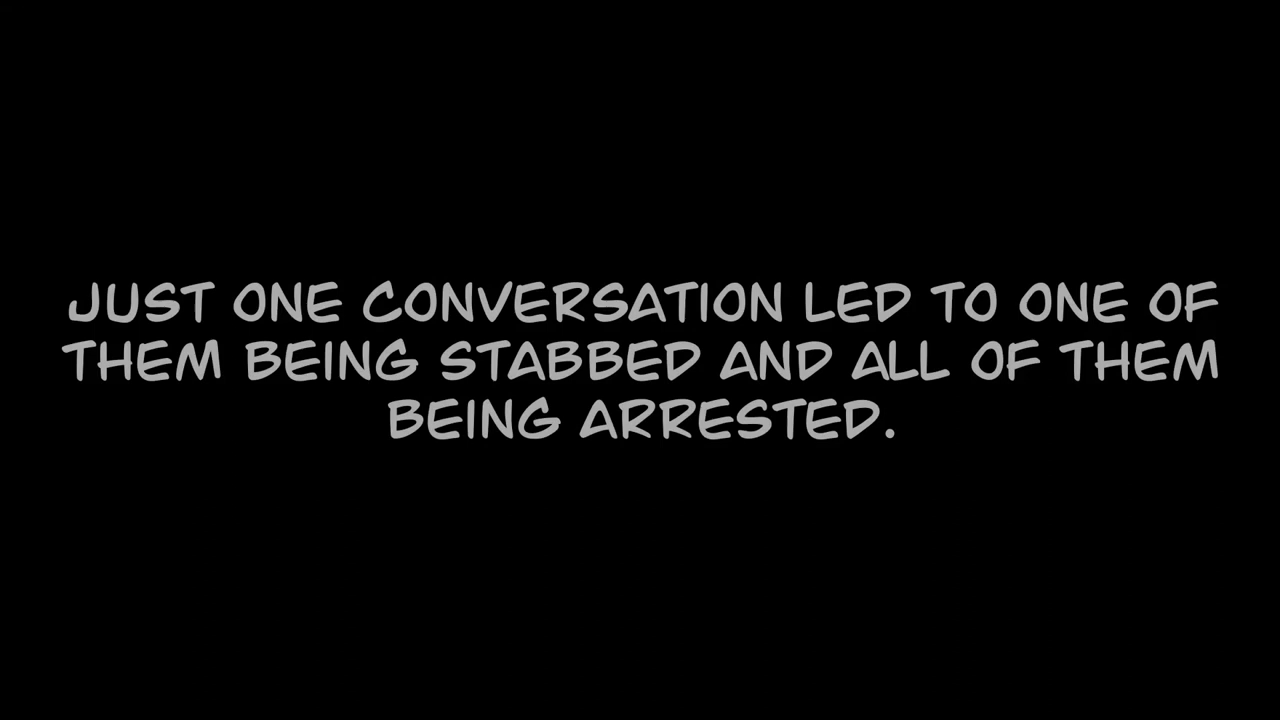 JUST ONE CONVERSATION LED TO ONE OF
THEM BEING STABBED AND ALL OF THEM
BEING ARRESTED.